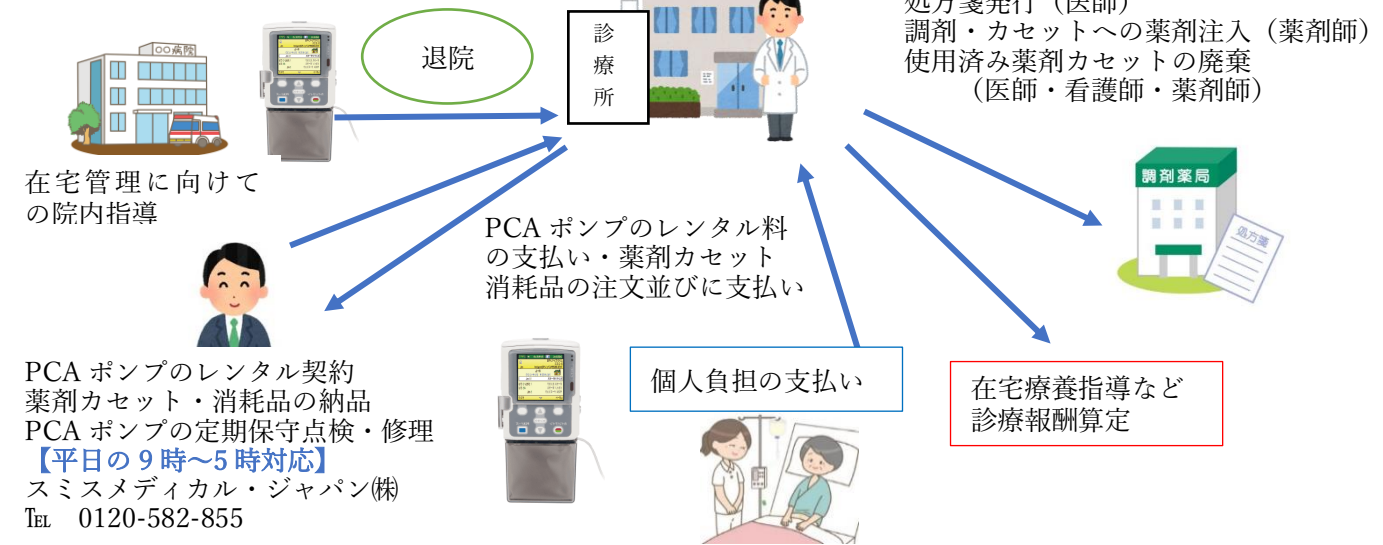 処方箋発行（医師）
調剤・カセットへの薬剤注入（薬剤師）
使用済み薬剤カセットの廃棄
（医師・看護師・薬剤師）
○○病院
退院
診療所
在宅管理に向けて
の院内指導
調剤薬局
処方箋
PCA ポンプのレンタル料
の支払い・薬剤カセット
消耗品の注文並びに支払い
PCA ポンプのレンタル契約
薬剤カセット・消耗品の納品
PCA ポンプの定期保守点検・修理
【平日の９時～5 時対応】
スミスメディカル・ジャパン㈱
℡　0120-582-855
個人負担の支払い
在宅療養指導など
診療報酬算定